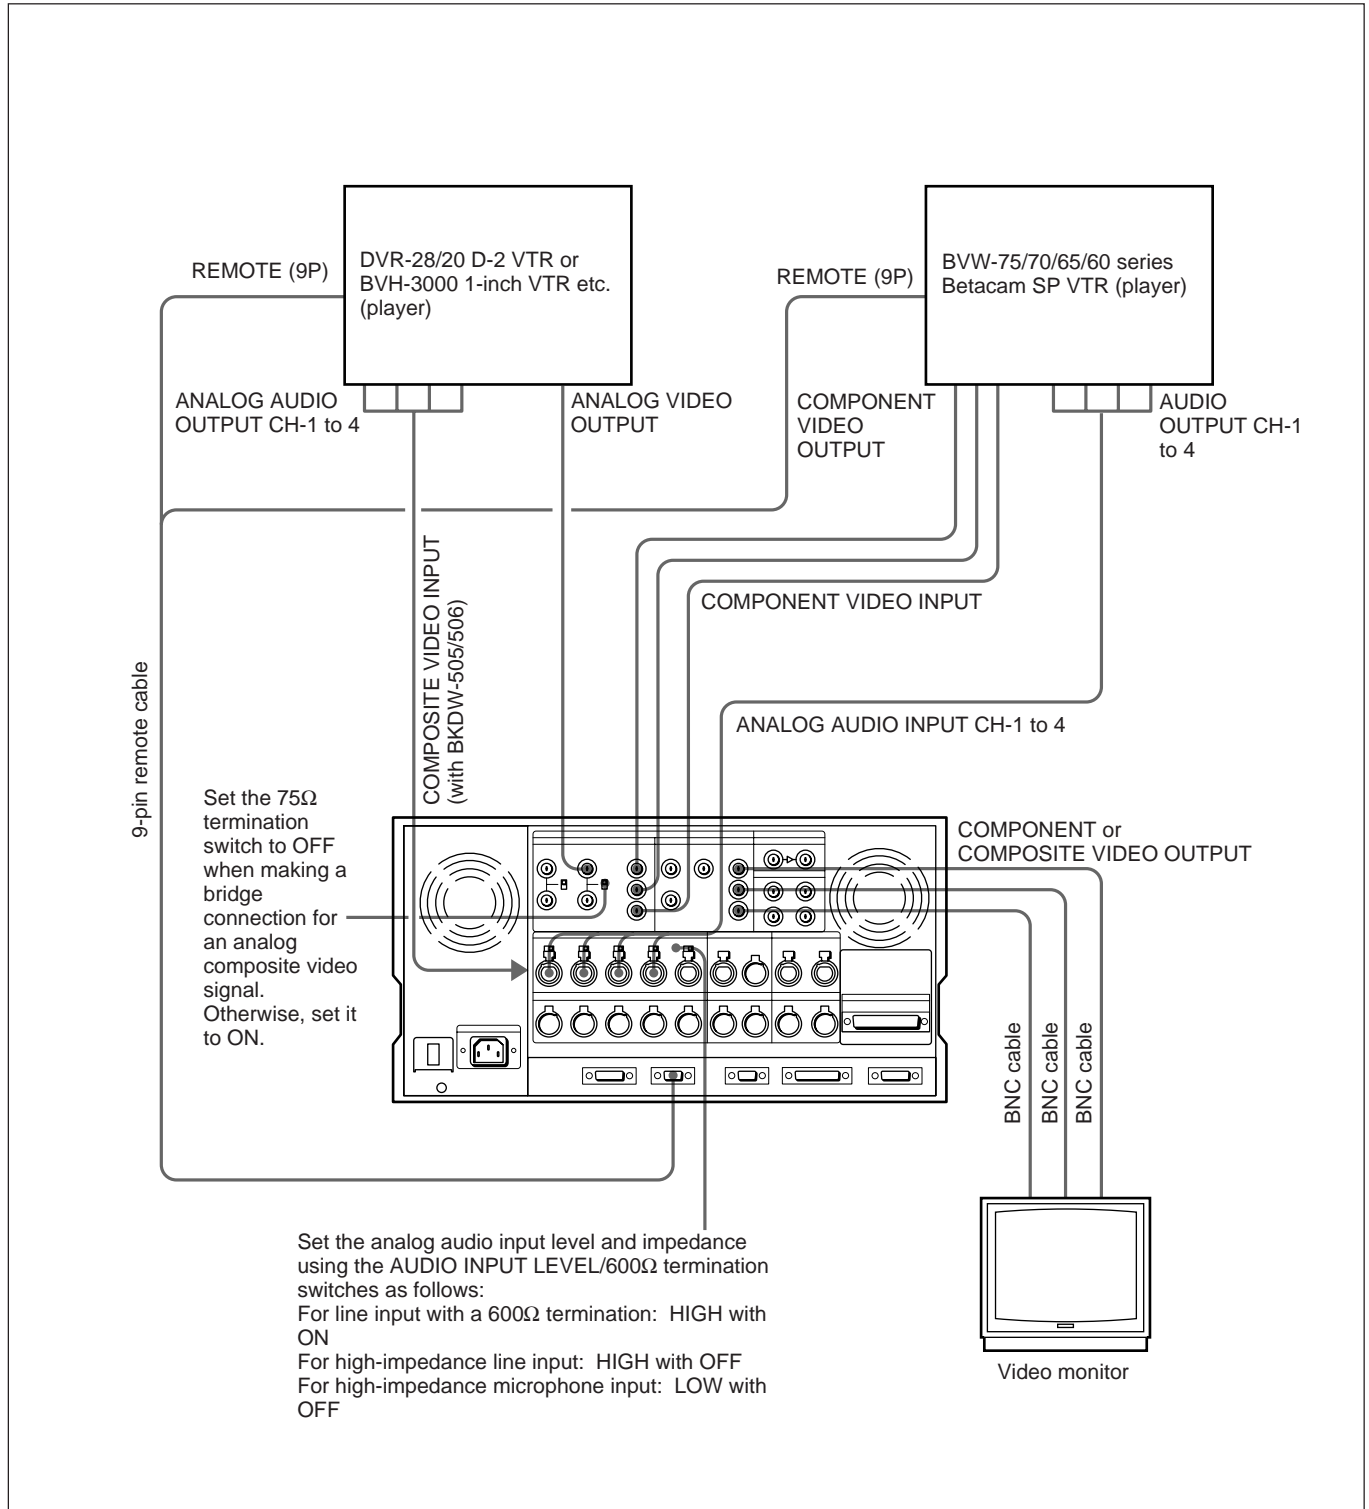 REMOTE (9P)
DVR-28/20 D-2 VTR or
BVH-3000 1-inch VTR etc.
(player)
REMOTE (9P)
BVW-75/70/65/60 series
Betacam SP VTR (player)
ANALOG AUDIO
OUTPUT CH-1 to 4
ANALOG VIDEO
OUTPUT
COMPONENT
VIDEO
OUTPUT
AUDIO
OUTPUT CH-1
to 4
9-pin remote cable
COMPOSITE VIDEO INPUT
(with BKDW-505/506)
COMPONENT VIDEO INPUT
ANALOG AUDIO INPUT CH-1 to 4
Set the 75Ω
termination
switch to OFF
when making a
bridge
connection for
an analog
composite video
signal.
Otherwise, set it
to ON.
COMPONENT or
COMPOSITE VIDEO OUTPUT
BNC cable
BNC cable
BNC cable
Set the analog audio input level and impedance
using the AUDIO INPUT LEVEL/600Ω termination
switches as follows:
For line input with a 600Ω termination: HIGH with
ON
For high-impedance line input: HIGH with OFF
For high-impedance microphone input: LOW with
OFF
Video monitor